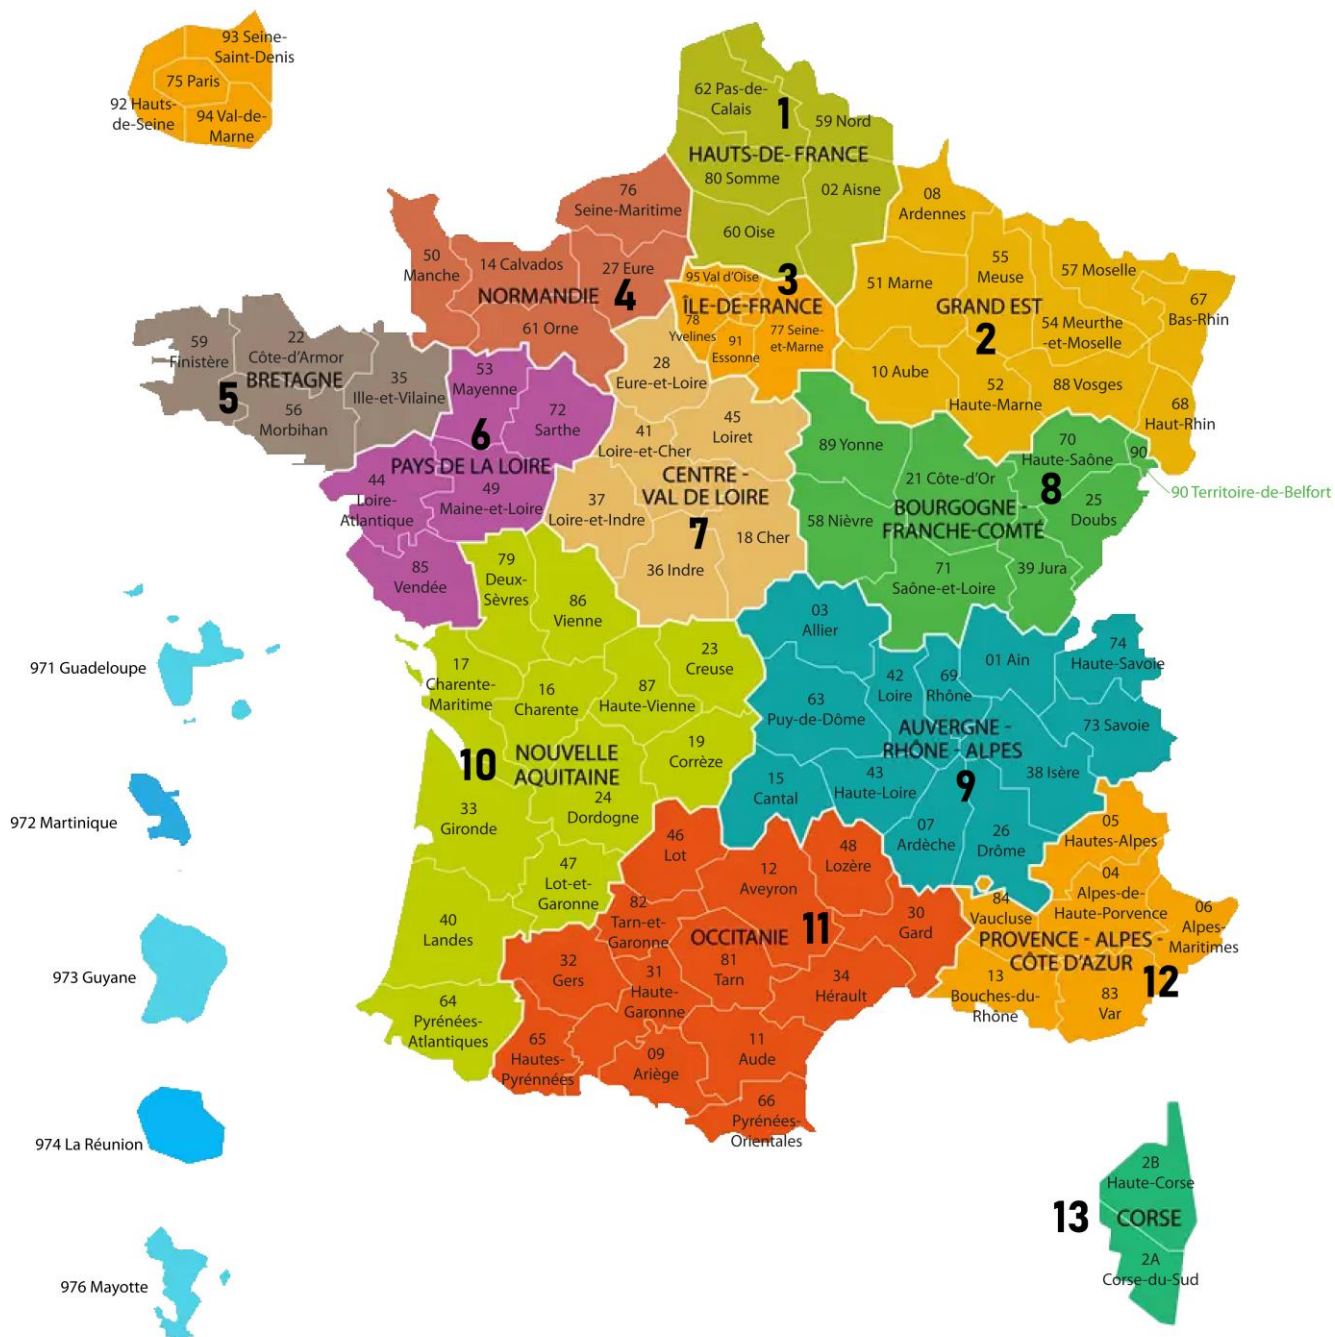 93 Seine-
Saint-Denis
75 Paris
92 Hauts-
de-Seine
94 Val-de-
Marne
62 Pas-de-
Calais
1
59 Nord
HAUTS-DE- FRANCE
80 Somme
02 Aisne
60 Oise
76
Seine-Maritime
50
Manche
14 Calvados
27 Eure
NORMANDIE
4
61 Orne
95 Val d'Oise
3
ÎLE-DE-FRANCE
78
Yvelines
91
Essonne
77 Seine-
et-Marne
08
Ardennes
51 Marne
55
Meuse
57 Moselle
67
Bas-Rhin
GRAND EST
2
54 Meurthe
-et-Moselle
10 Aube
52
Haute-Marne
88 Vosges
68
Haut-Rhin
59
Finistère
22
Côte-d'Armor
BRETAGNE
5
35
Ille-et-Vilaine
56
Morbihan
53
Mayenne
72
Sarthe
6
PAYS DE LA LOIRE
44
Loire-
Atlantique
49
Maine-et-Loire
85
Vendée
28
Eure-et-Loire
45
Loiret
41
Loire-et-Cher
CENTRE -
VAL DE LOIRE
7
37
Loire-et-Indre
18 Cher
36 Indre
89 Yonne
21 Côte-d'Or
70
Haute-Saône
90
90 Territoire-de-Belfort
8
BOURGOGNE -
FRANCHE-COMTÉ
25
Doubs
58 Nièvre
71
Saône-et-Loire
39 Jura
79
Deux-
Sèvres
86
Vienne
23
Creuse
17
Charente-
Maritime
16
Charente
87
Haute-Vienne
10
NOUVELLE
AQUITAINE
19
Corrèze
33
Gironde
24
Dordogne
47
Lot-et-
Garonne
40
Landes
64
Pyrénées-
Atlantiques
03
Allier
01 Ain
74
Haute-Savoie
42
Loire
69
Rhône
63
Puy-de-Dôme
73 Savoie
AUVERGNE -
RHÔNE - ALPES
9
38 Isère
15
Cantal
43
Haute-Loire
07
Ardèche
26
Drôme
46
Lot
12
Aveyron
48
Lozère
82
Tarn-et-
Garonne
30
Gard
OCCITANIE
11
32
Gers
31
Haute-
Garonne
81
Tarn
34
Hérault
65
Hautes-
Pyrénnées
09
Ariège
11
Aude
66
Pyrénées-
Orientales
05
Hautes-Alpes
04
Alpes-de-
Haute-Porvence
06
Alpes-
Maritimes
84
Vaucluse
PROVENCE - ALPES -
CÔTE D'AZUR
12
13
Bouches-du-
Rhône
83
Var
971 Guadeloupe
972 Martinique
973 Guyane
974 La Réunion
976 Mayotte
2B
Haute-Corse
13
CORSE
2A
Corse-du-Sud